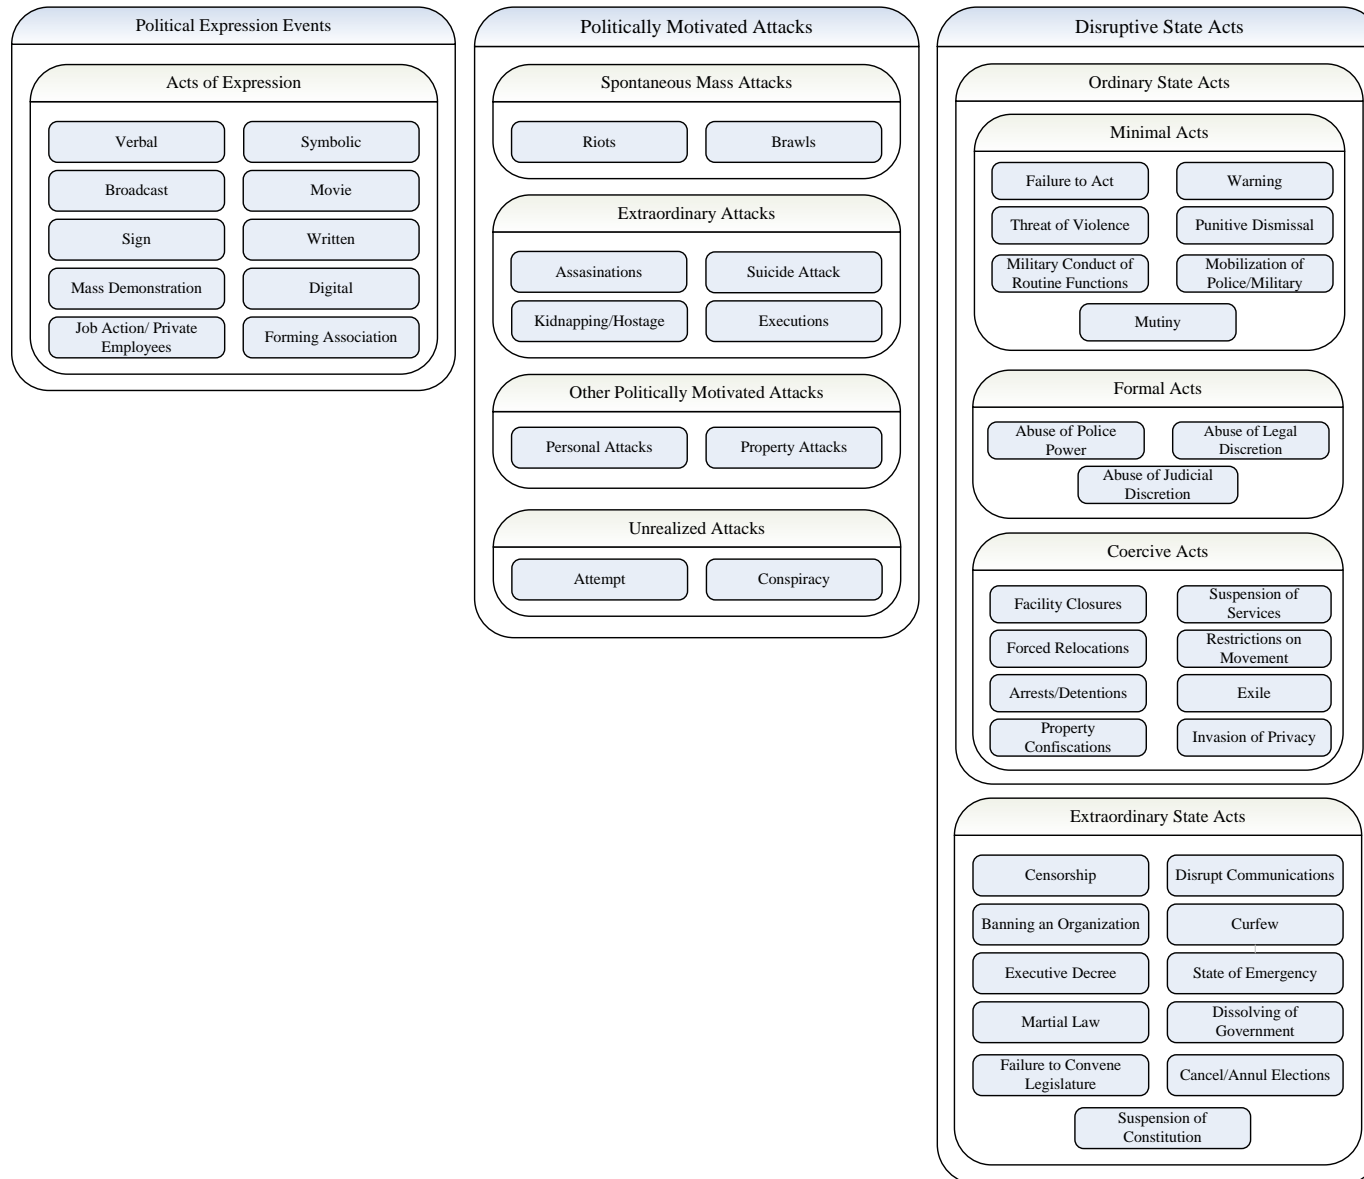 Political Expression Events
Acts of Expression
Verbal
Symbolic
Broadcast
Movie
Sign
Written
Mass Demonstration
Digital
Job Action/ Private
Employees
Forming Association
Politically Motivated Attacks
Spontaneous Mass Attacks
Riots
Brawls
Extraordinary Attacks
Assasinations
Suicide Attack
Kidnapping/Hostage
Executions
Other Politically Motivated Attacks
Personal Attacks
Property Attacks
Unrealized Attacks
Attempt
Conspiracy
Disruptive State Acts
Ordinary State Acts
Minimal Acts
Failure to Act
Warning
Threat of Violence
Punitive Dismissal
Military Conduct of
Routine Functions
Mobilization of
Police/Military
Mutiny
Formal Acts
Abuse of Police
Power
Abuse of Legal
Discretion
Abuse of Judicial
Discretion
Coercive Acts
Facility Closures
Suspension of
Services
Forced Relocations
Restrictions on
Movement
Arrests/Detentions
Exile
Property
Confiscations
Invasion of Privacy
Extraordinary State Acts
Censorship
Disrupt Communications
Banning an Organization
Curfew
Executive Decree
State of Emergency
Martial Law
Dissolving of
Government
Failure to Convene
Legislature
Cancel/Annul Elections
Suspension of
Constitution